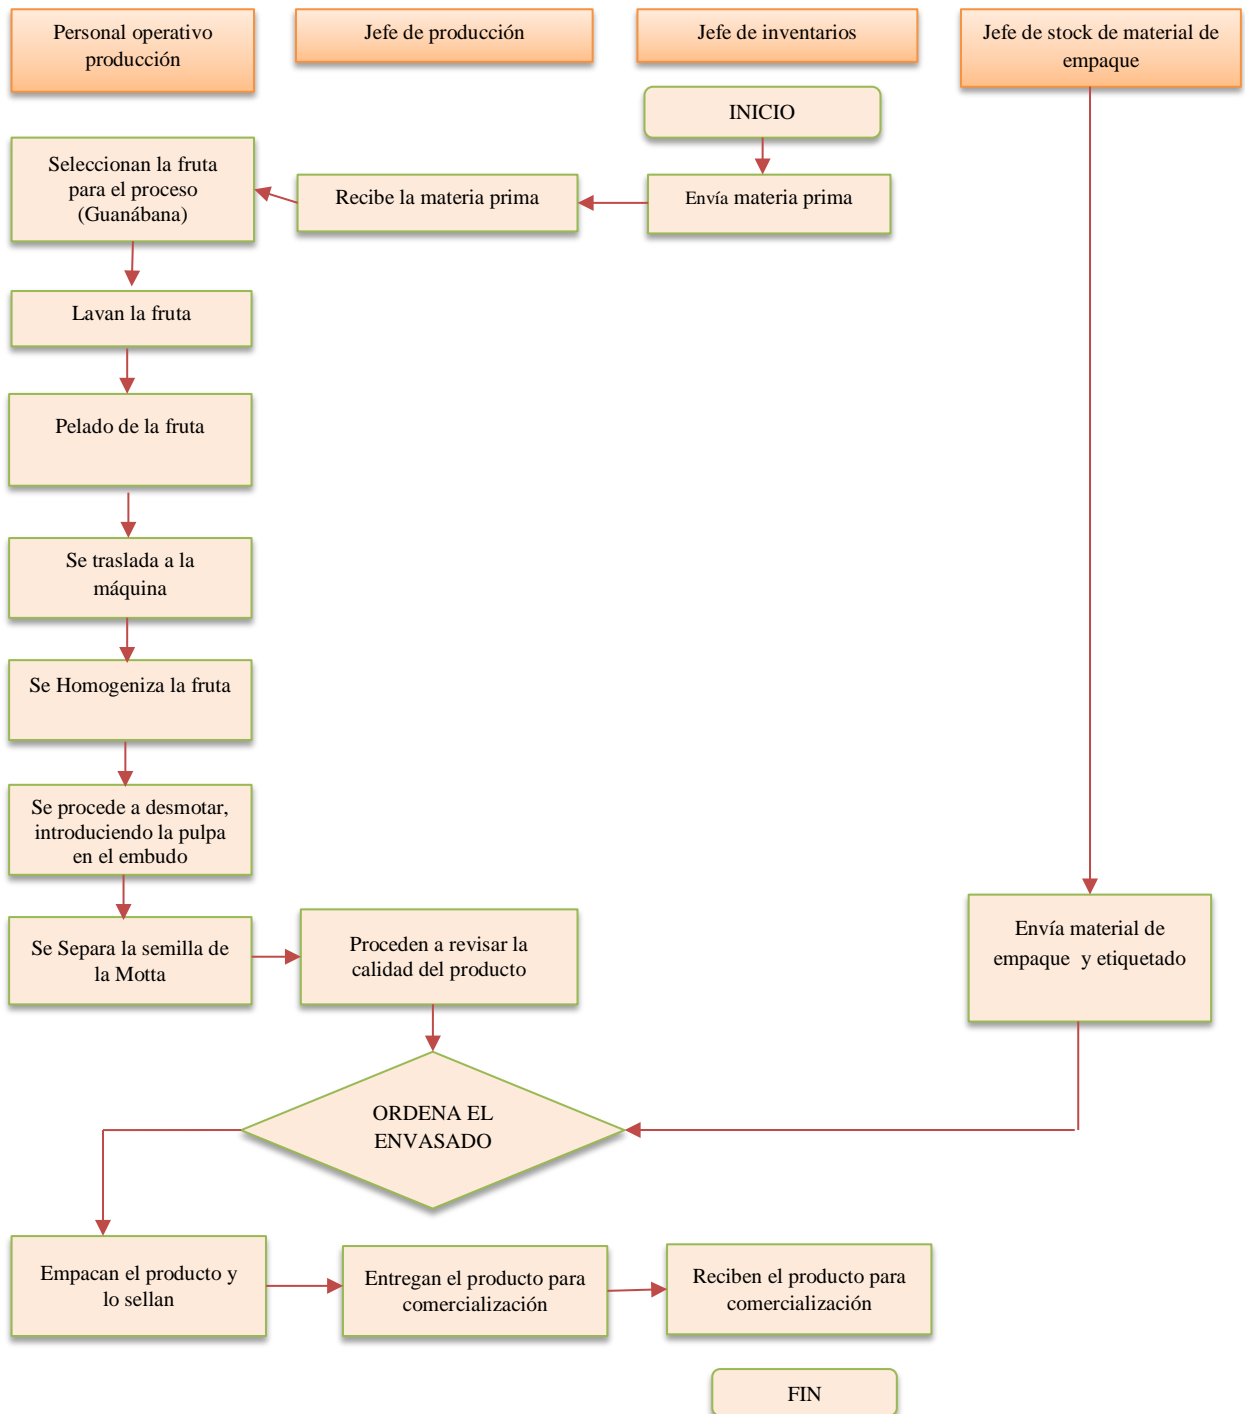 Personal operativo
producción
Jefe de producción
Jefe de inventarios
Jefe de stock de material de
empaque
INICIO
Seleccionan la fruta
para el proceso
(Guanábana)
Recibe la materia prima
Envía materia prima
Lavan la fruta
Pelado de la fruta
Se traslada a la
máquina
Se Homogeniza la fruta
Se procede a desmotar,
introduciendo la pulpa
en el embudo
Se Separa la semilla de
la Motta
Proceden a revisar la
calidad del producto
Envía material de
empaque y etiquetado
ORDENA EL
ENVASADO
Empacan el producto y
lo sellan
Entregan el producto para
comercialización
Reciben el producto para
comercialización
FIN